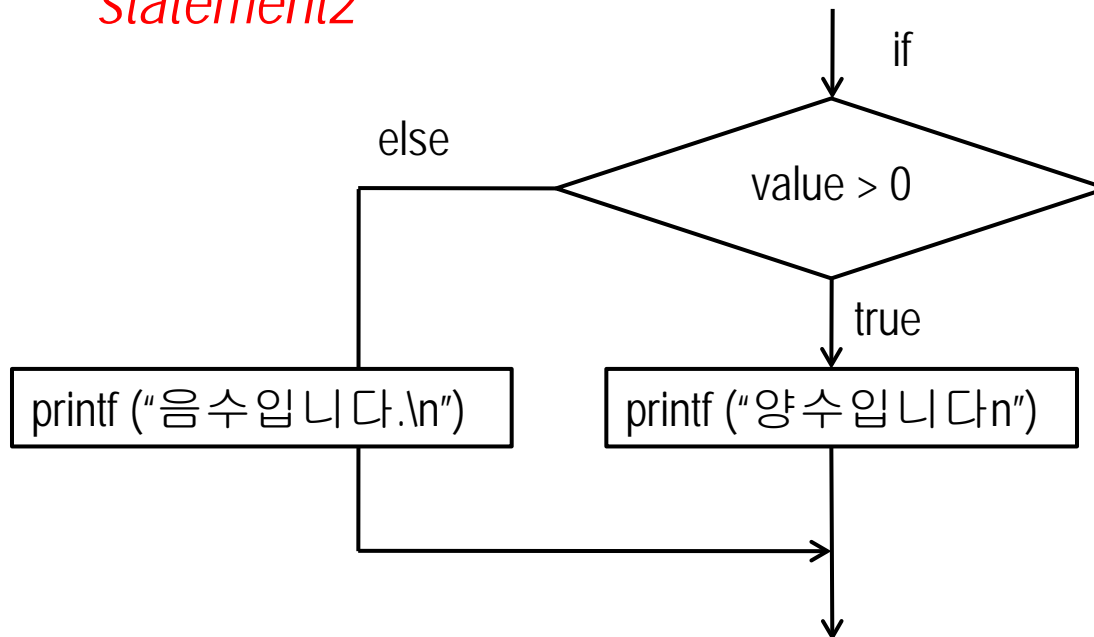 statement2
if
else
value > 0
true
printf (“음수입니다.\n”)
printf (“양수입니다n”)